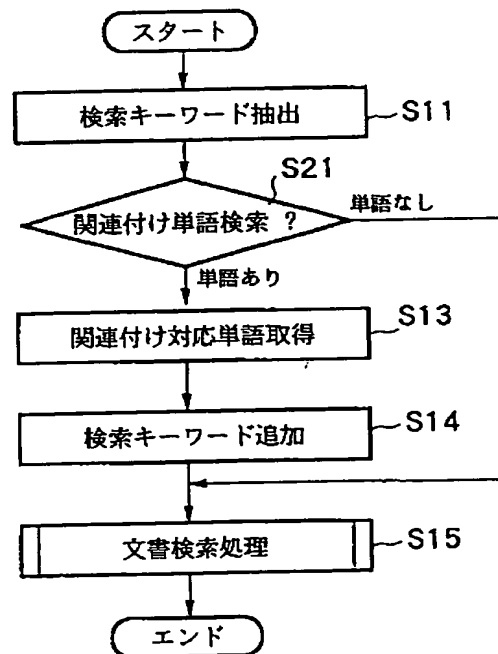 スタート
検索キーワード抽出
S11
S21
関連付け単語検索 ?
単語なし
単語あり
関連付け対応単語取得
S13
検索キーワード追加
S14
文書検索処理
S15
エンド